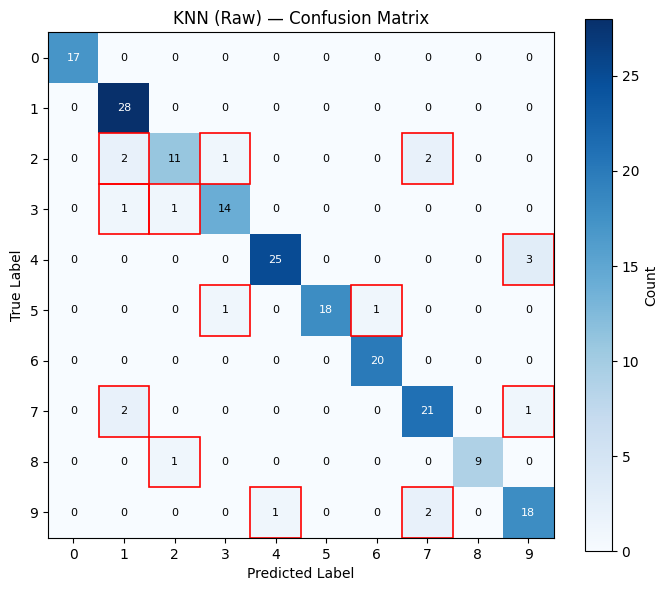 KNN (Raw) — Confusion Matrix
0 17 0 0 0 0 0 0 0 0 0
1 0 28 0 0 0 0 0 0 0 0
2 0 2 11 1 0 0 0 2 0 0
3 0 1 1 14 0 0 0 0 0 0
4 0 0 0 0 25 0 0 0 0 3
5 0 0 0 1 0 18 1 0 0 0
6 0 0 0 0 0 0 20 0 0 0
7 0 2 0 0 0 0 0 21 0 1
8 0 0 1 0 0 0 0 0 9 0
9 0 0 0 0 1 0 0 2 0 18
0 1 2 3 4 5 6 7 8 9
Predicted Label
True Label
25
20
15
10
5
0
Count